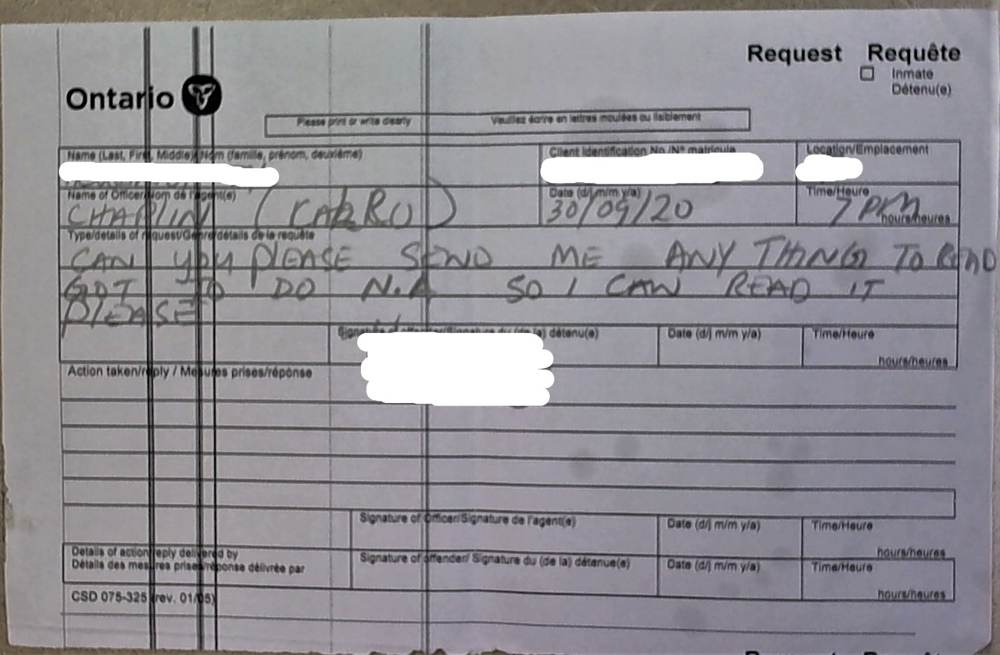 Request Requête
Inmate
Détenu(e)
Ontario
Please print or write clearly Veuillez écrire en lettres moulées ou lisiblement
Name (Last, First, Middle)/Nom (famille, prénom, deuxième) Client Identification No./Nº matricule Location/Emplacement
Name of Officer/Nom de l'agent(e) Date (d/j m/m y/a) Time/Heure
CHAPLIN (CABRU) 30/09/20 7 PM
hours/heures
Type/details of request/Genre/détails de la requête
CAN YOU PLEASE SEND ME ANY THING TO READ
GOT TO DO N.A SO I CAN READ IT
PLEASE
Signature of offender/Signature du (de la) détenu(e) Date (d/j m/m y/a) Time/Heure
hours/heures
Action taken/reply / Mesures prises/réponse
Signature of Officer/Signature de l'agent(e) Date (d/j m/m y/a) Time/Heure
hours/heures
Details of action/reply delivered by
Détails des mesures prises/réponse délivrée par
Signature of offender/ Signature du (de la) détenue(e) Date (d/j m/m y/a) Time/Heure
hours/heures
CSD 075-325 (rev. 01/05)